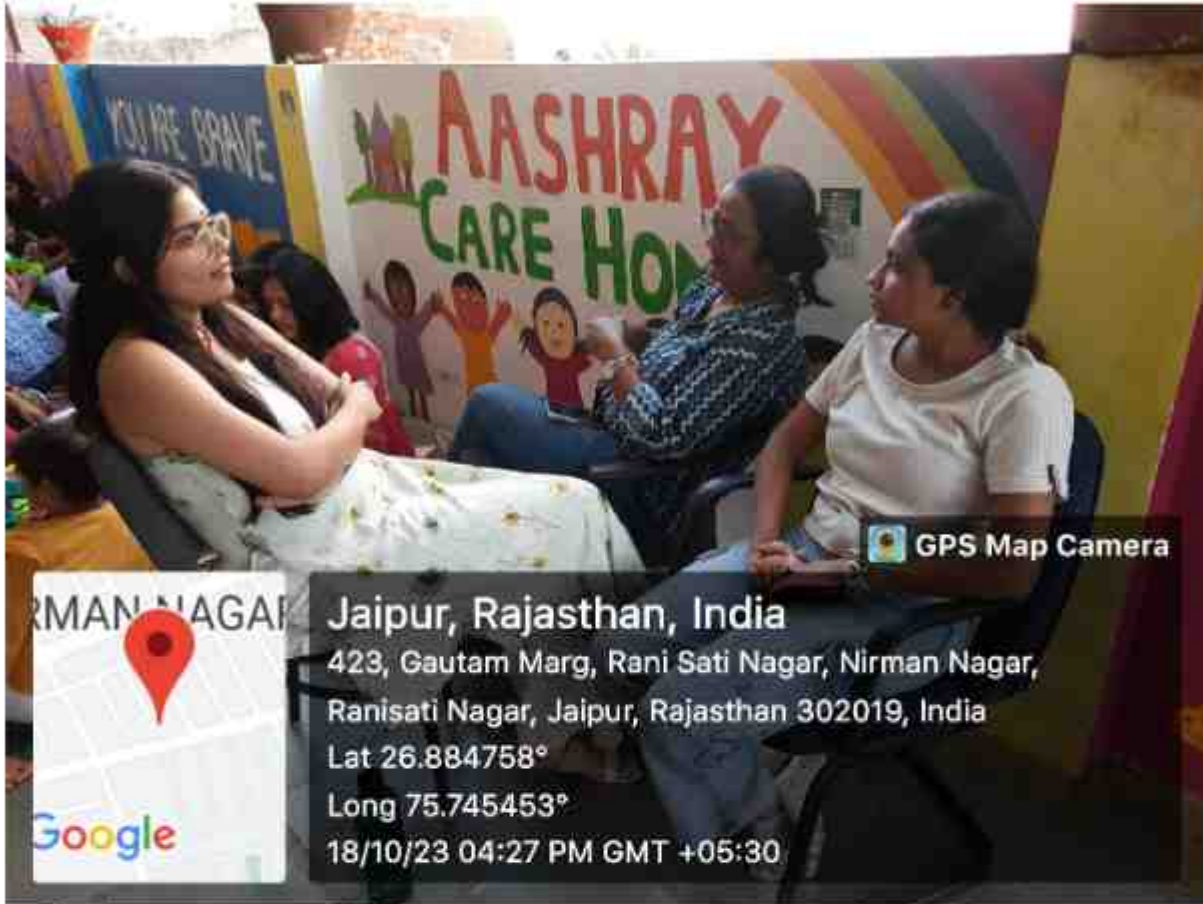 YOU ARE BRAVE
AASHRAY
CARE HO
GPS Map Camera
RMAN NAGAR
Google
Jaipur, Rajasthan, India
423, Gautam Marg, Rani Sati Nagar, Nirman Nagar,
Ranisati Nagar, Jaipur, Rajasthan 302019, India
Lat 26.884758°
Long 75.745453°
18/10/23 04:27 PM GMT +05:30